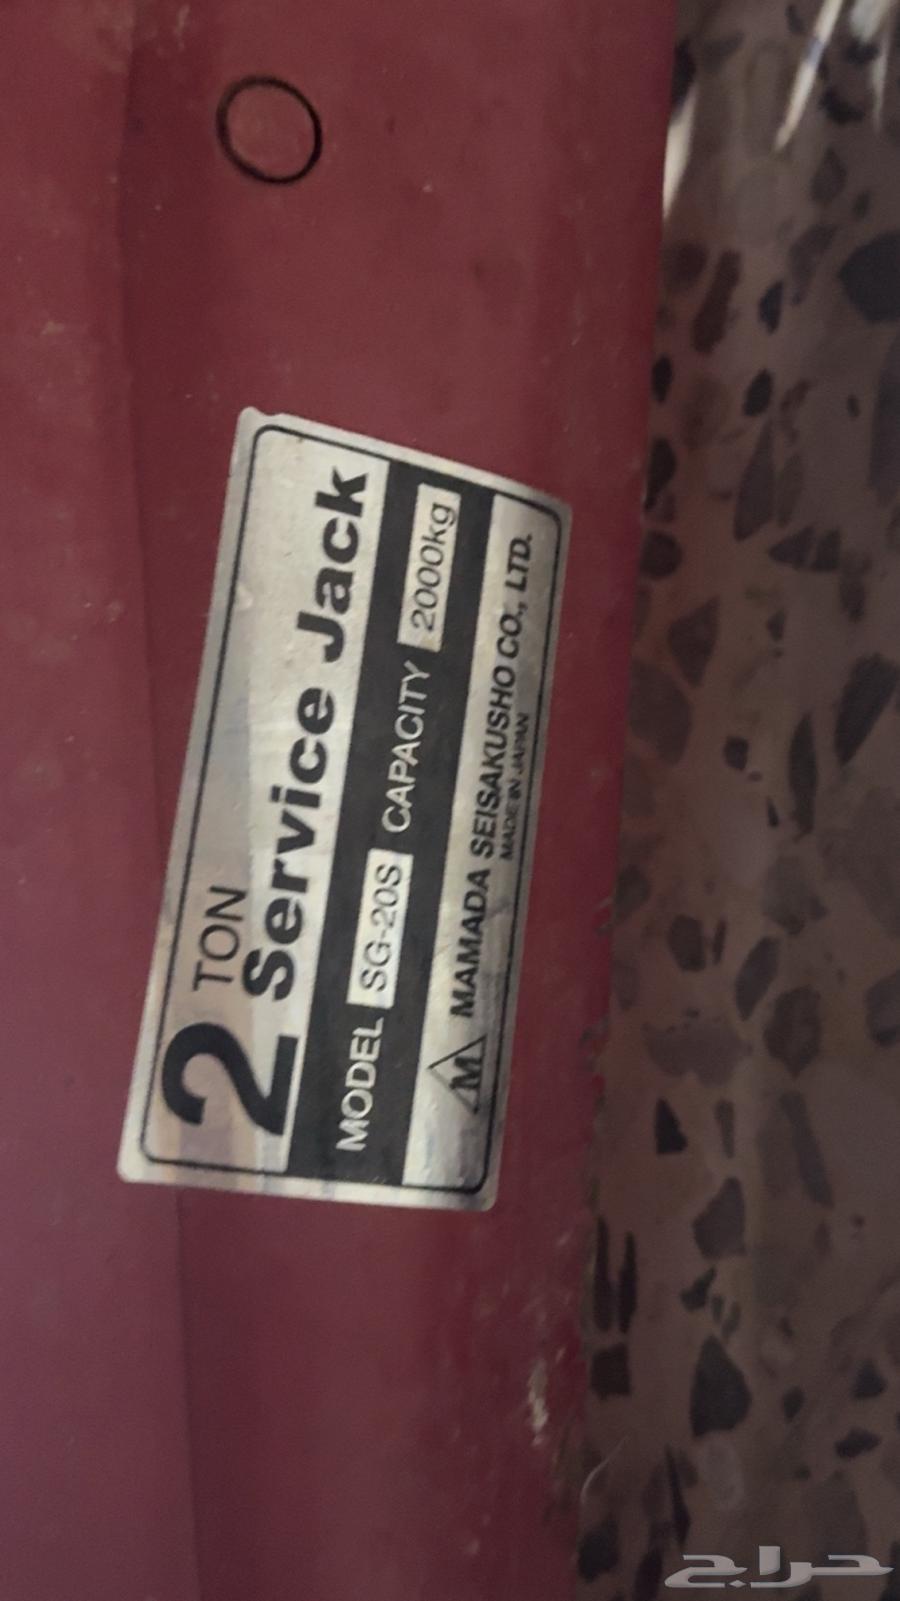 2 TON
Service Jack
MODEL SG-20S CAPACITY 2000kg
M MAMADA SEISAKUSHO CO., LTD.
MADE IN JAPAN
حراج